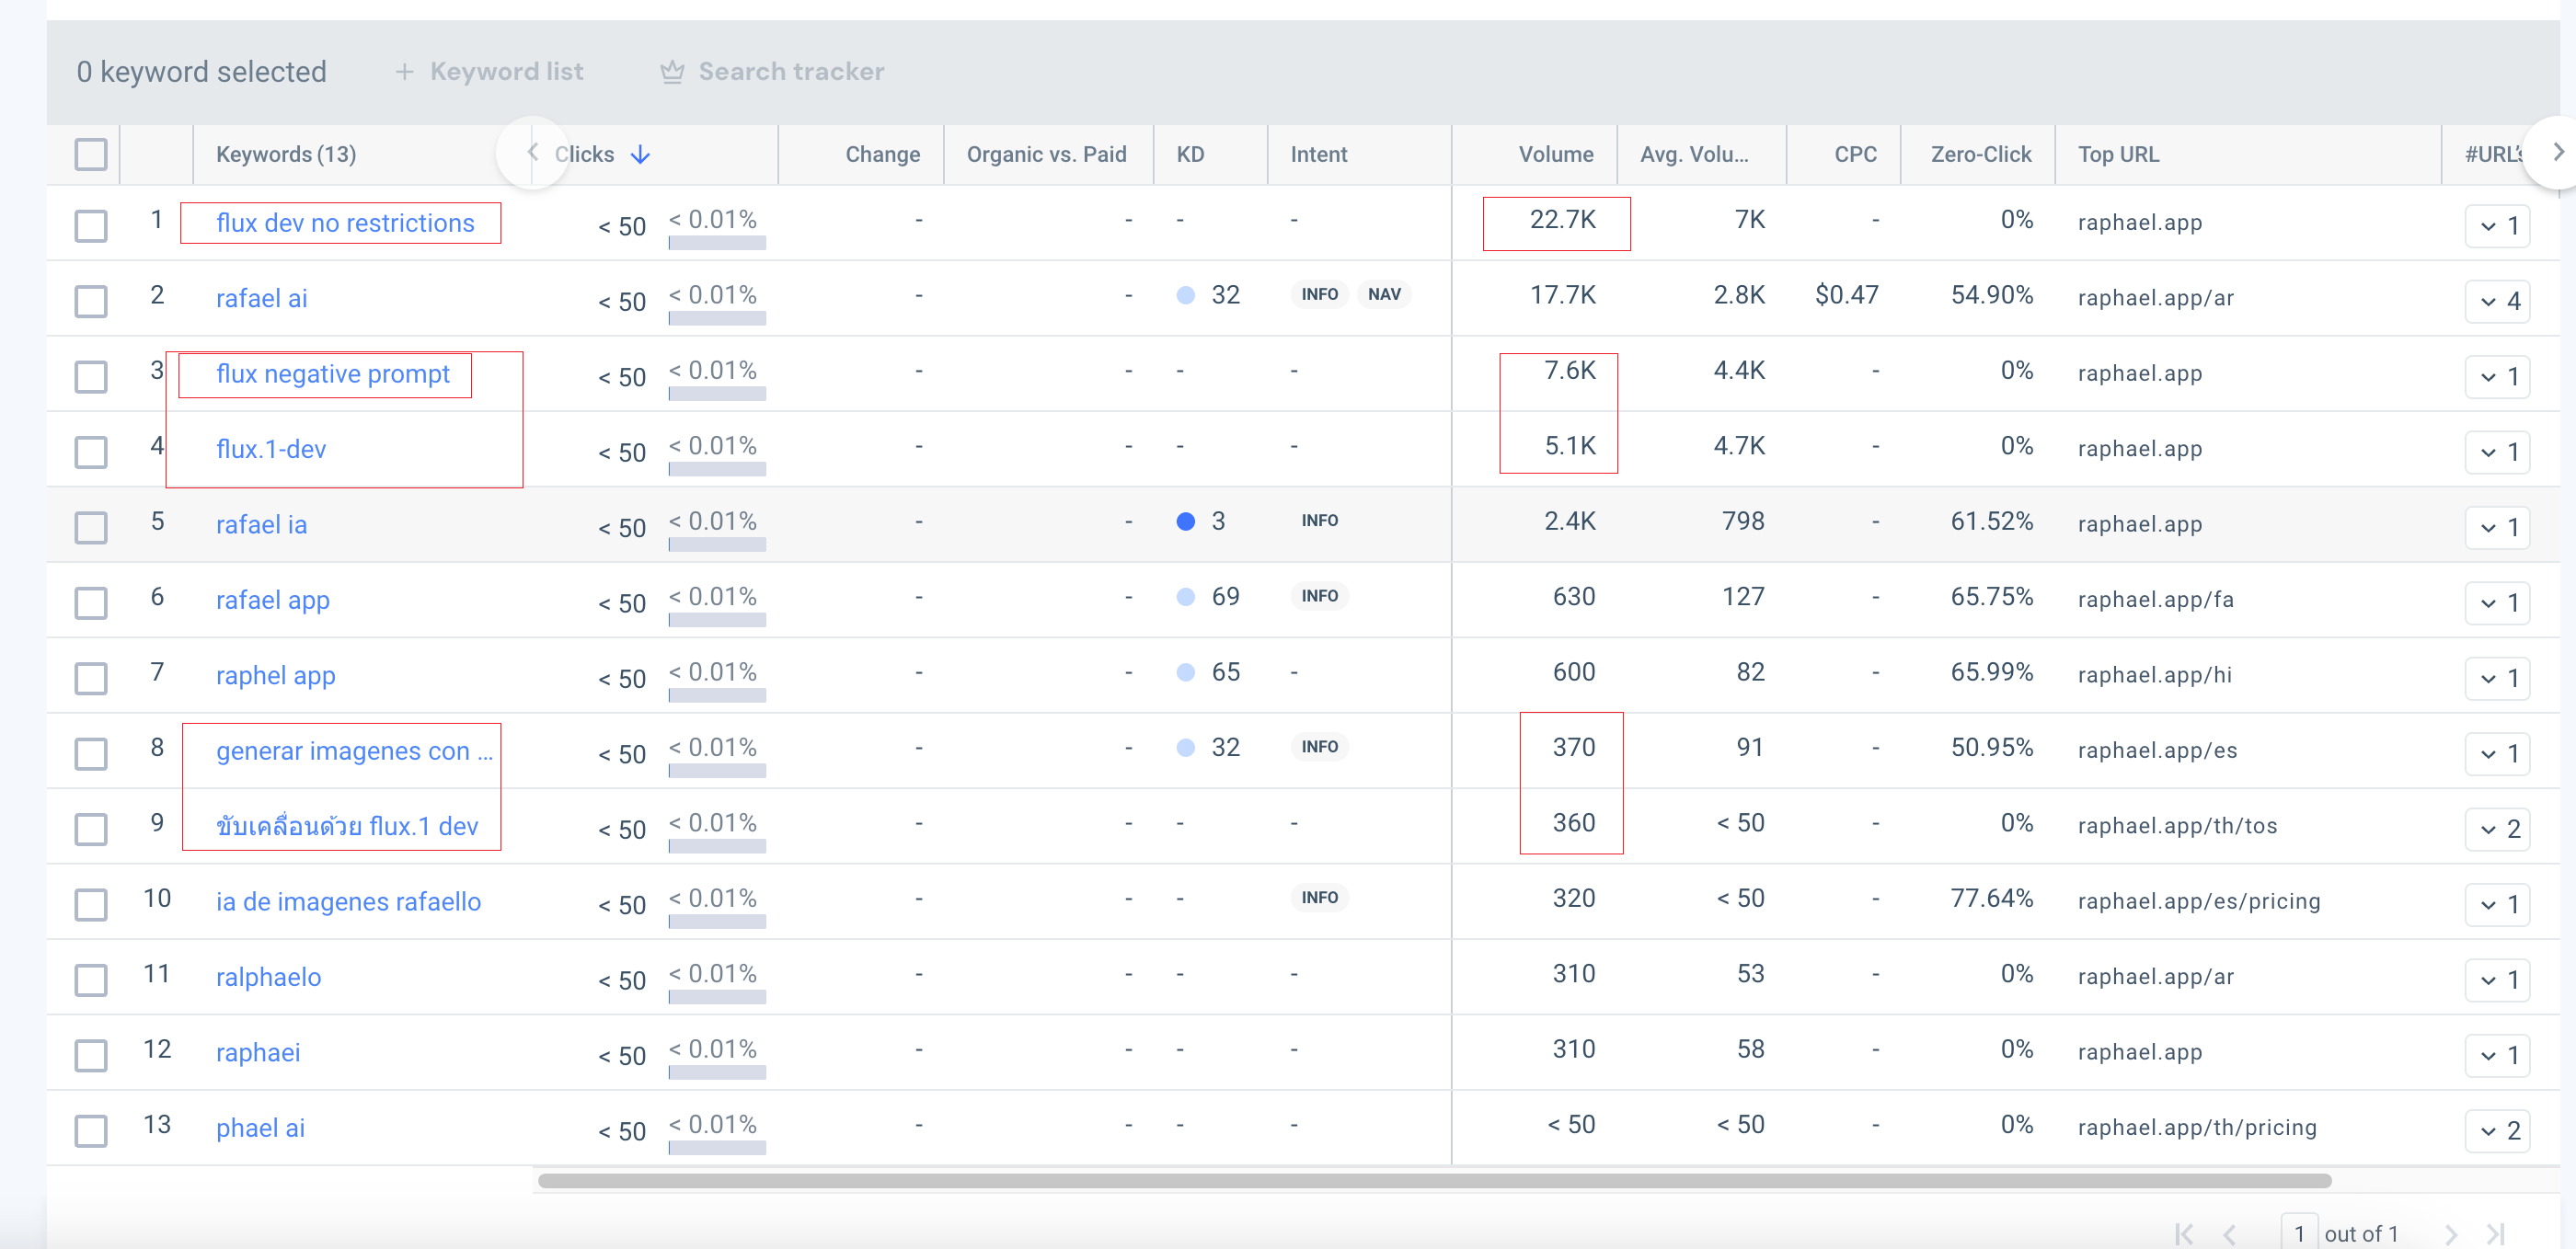 0 keyword selected + Keyword list Search tracker
Keywords (13) Clicks Change Organic vs. Paid KD Intent Volume Avg. Volu... CPC Zero-Click Top URL #URL's
1 flux dev no restrictions < 50 < 0.01% - - - - 22.7K 7K - 0% raphael.app 1
2 rafael ai < 50 < 0.01% - - 32 INFO NAV 17.7K 2.8K $0.47 54.90% raphael.app/ar 4
3 flux negative prompt < 50 < 0.01% - - - - 7.6K 4.4K - 0% raphael.app 1
4 flux.1-dev < 50 < 0.01% - - - - 5.1K 4.7K - 0% raphael.app 1
5 rafael ia < 50 < 0.01% - - 3 INFO 2.4K 798 - 61.52% raphael.app 1
6 rafael app < 50 < 0.01% - - 69 INFO 630 127 - 65.75% raphael.app/fa 1
7 raphel app < 50 < 0.01% - - 65 - 600 82 - 65.99% raphael.app/hi 1
8 generar imagenes con ... < 50 < 0.01% - - 32 INFO 370 91 - 50.95% raphael.app/es 1
9 ขับเคลื่อนด้วย flux.1 dev < 50 < 0.01% - - - - 360 < 50 - 0% raphael.app/th/tos 2
10 ia de imagenes rafaello < 50 < 0.01% - - - INFO 320 < 50 - 77.64% raphael.app/es/pricing 1
11 ralphaelo < 50 < 0.01% - - - - 310 53 - 0% raphael.app/ar 1
12 raphaei < 50 < 0.01% - - - - 310 58 - 0% raphael.app 1
13 phael ai < 50 < 0.01% - - - - < 50 < 50 - 0% raphael.app/th/pricing 2
1 out of 1